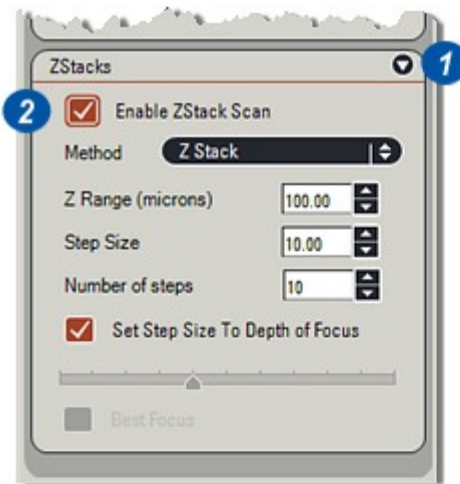 ZStacks
1
2
Enable ZStack Scan
Method Z Stack
Z Range (microns) 100.00
Step Size 10.00
Number of steps 10
Set Step Size To Depth of Focus
Best Focus